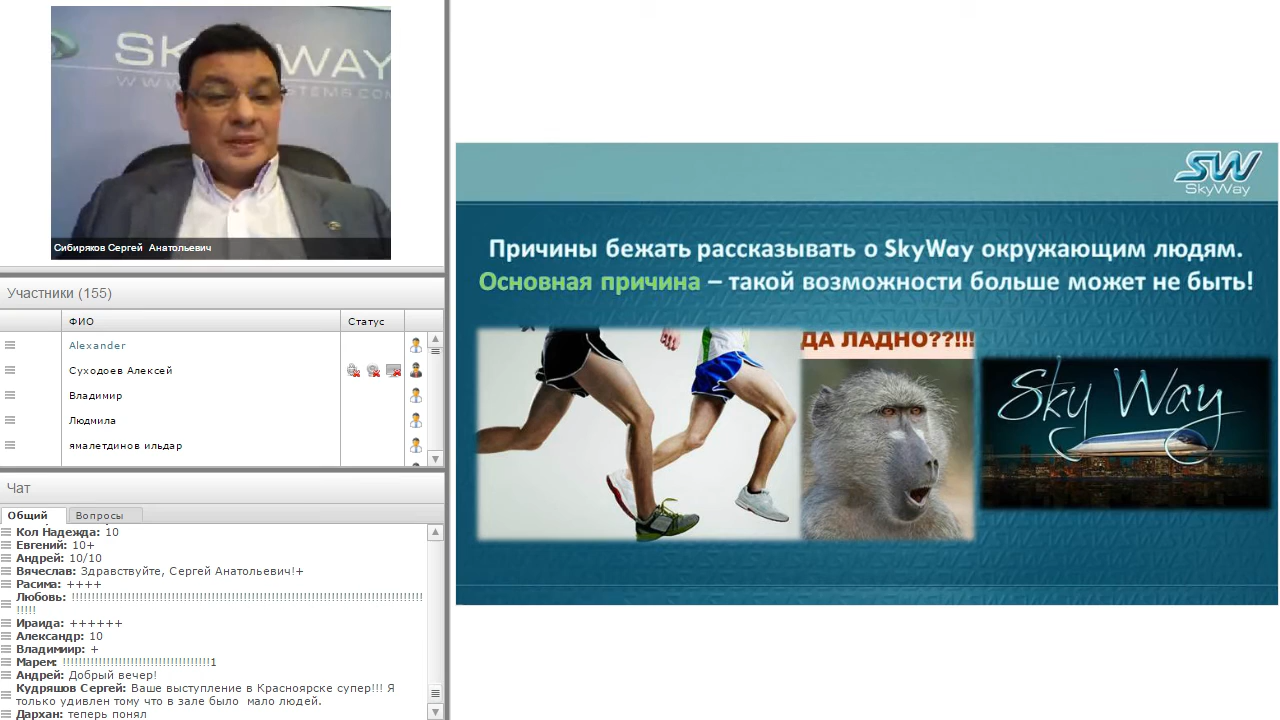 SKYWAY
Сибиряков Сергей Анатольевич
Участники (155)
ФИО
Статус
Alexander
Суходоев Алексей
Владимир
Людмила
ямалетдинов ильдар
Чат
Общий
Вопросы
Кол Надежда: 10
Евгений: 10+
Андрей: 10/10
Вячеслав: Здравствуйте, Сергей Анатольевич!+
Расима: ++++
Любовь: !!!!!!!!!!!!!!!!!!!!!!!!!!!!!!!!!!!!!!!!!!!!!!!!!!!!!!!!!!!!!!!!!!!!!!!!!!!!!!!!!!!!!!!!
!!!!!
Ираида: ++++++
Александр: 10
Владимиир: +
Марем: !!!!!!!!!!!!!!!!!!!!!!!!!!!!!!!!!!!!!1
Андрей: Добрый вечер!
Кудряшов Сергей: Ваше выступление в Красноярске супер!!! Я
только удивлен тому что в зале было мало людей.
Дархан: теперь понял
SW
SkyWay
Причины бежать рассказывать о SkyWay окружающим людям.
Основная причина – такой возможности больше может не быть!
ДА ЛАДНО??!!!
Sky Way